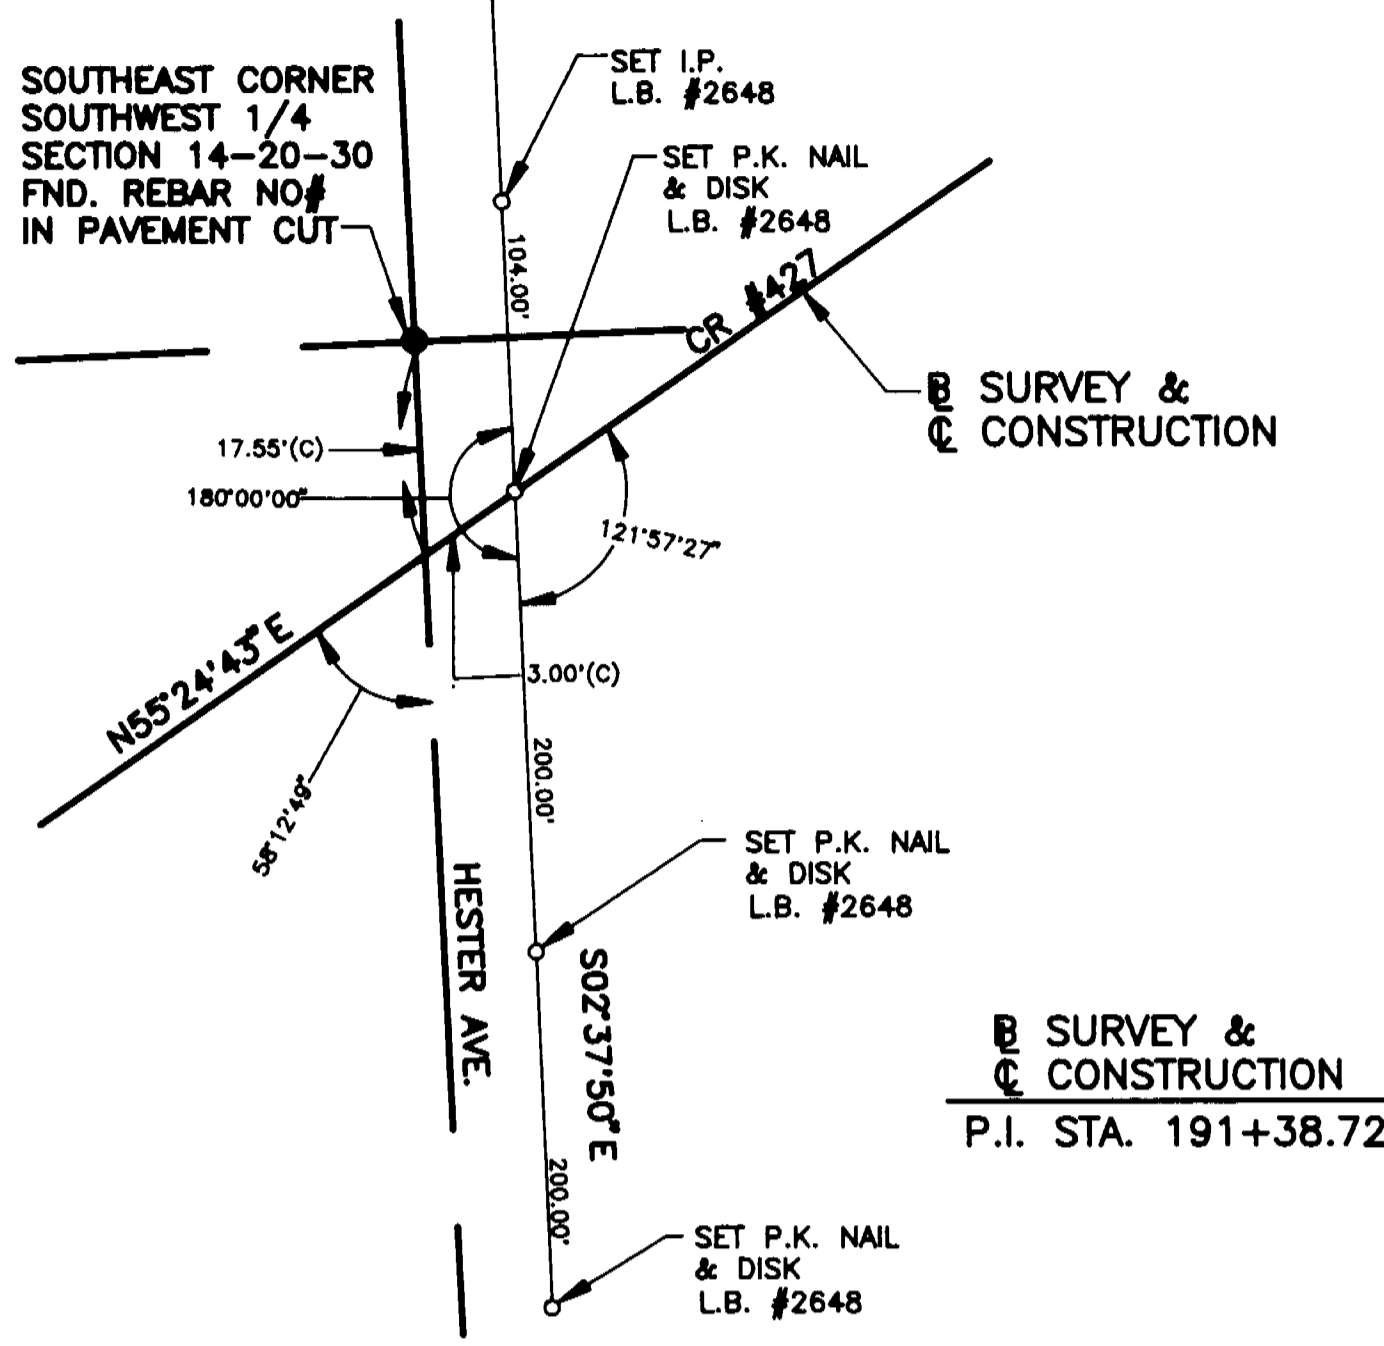 SET I.P.
L.B. #2648
SOUTHEAST CORNER
SOUTHWEST 1/4
SECTION 14-20-30
FND. REBAR NO#
IN PAVEMENT CUT
SET P.K. NAIL
& DISK
L.B. #2648
104.00'
CR #427
℄ SURVEY &
℄ CONSTRUCTION
17.55'(C)
180°00'00"
121°57'27"
N55°24'43"E
3.00'(C)
58°12'49"
200.00'
SET P.K. NAIL
& DISK
L.B. #2648
HESTER AVE.
S02°37'50"E
B̲L SURVEY &
℄ CONSTRUCTION
P.I. STA. 191+38.72
200.00'
SET P.K. NAIL
& DISK
L.B. #2648